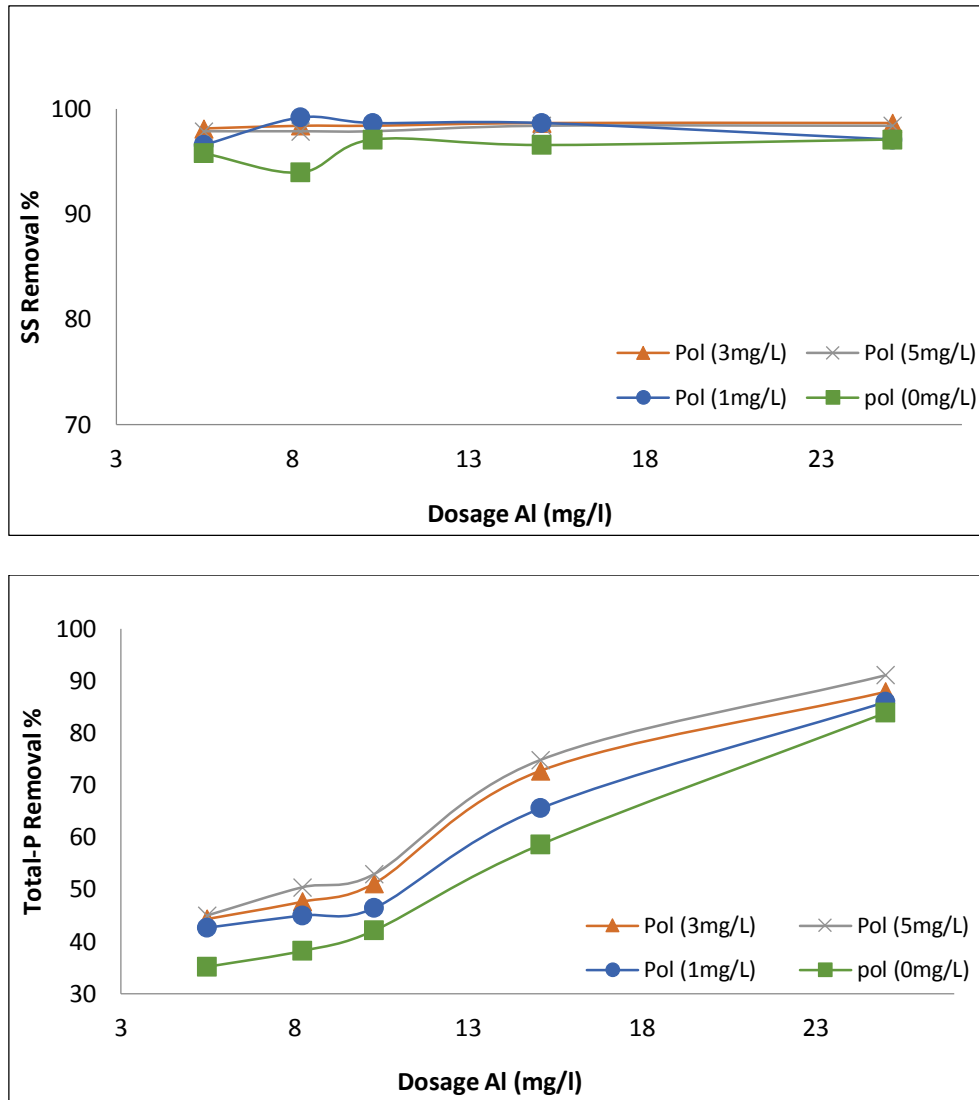 100
90
80
70
SS Removal %
Pol (3mg/L) Pol (5mg/L)
Pol (1mg/L) pol (0mg/L)
3 8 13 18 23
Dosage Al (mg/l)
100
90
80
70
60
50
40
30
Total-P Removal %
Pol (3mg/L) Pol (5mg/L)
Pol (1mg/L) pol (0mg/L)
3 8 13 18 23
Dosage Al (mg/l)